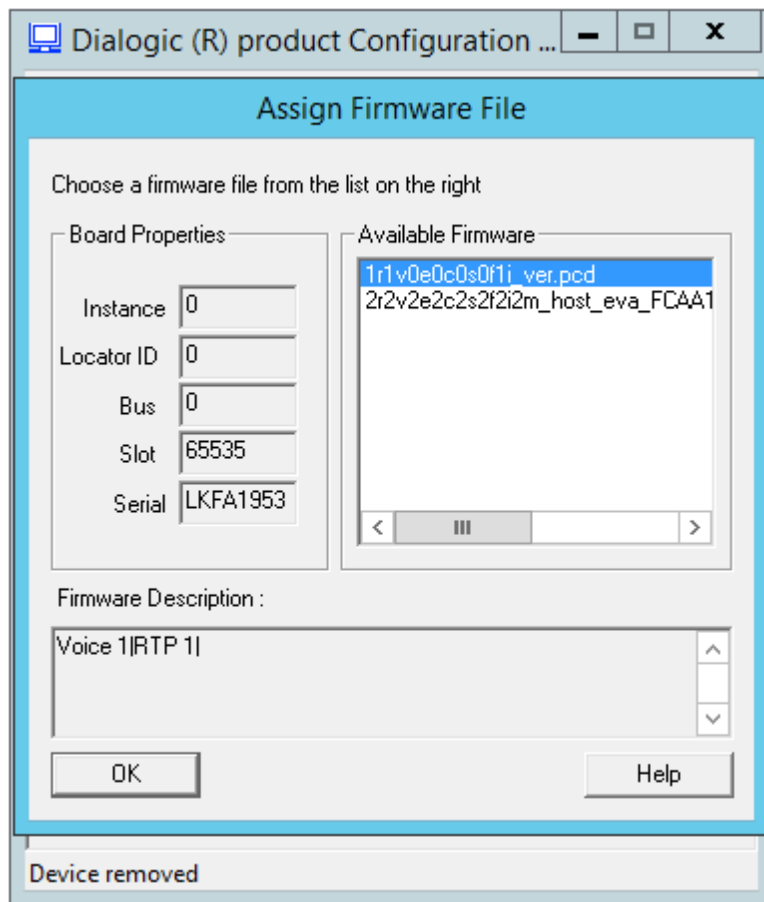 Dialogic (R) product Configuration ...
Assign Firmware File
Choose a firmware file from the list on the right
Board Properties
Instance 0
Locator ID 0
Bus 0
Slot 65535
Serial LKFA1953
Available Firmware
1r1v0e0c0s0f1i_ver.pcd
2r2v2e2c2s2f2i2m_host_eva_FCAA1
Firmware Description :
Voice 1|RTP 1|
OK
Help
Device removed